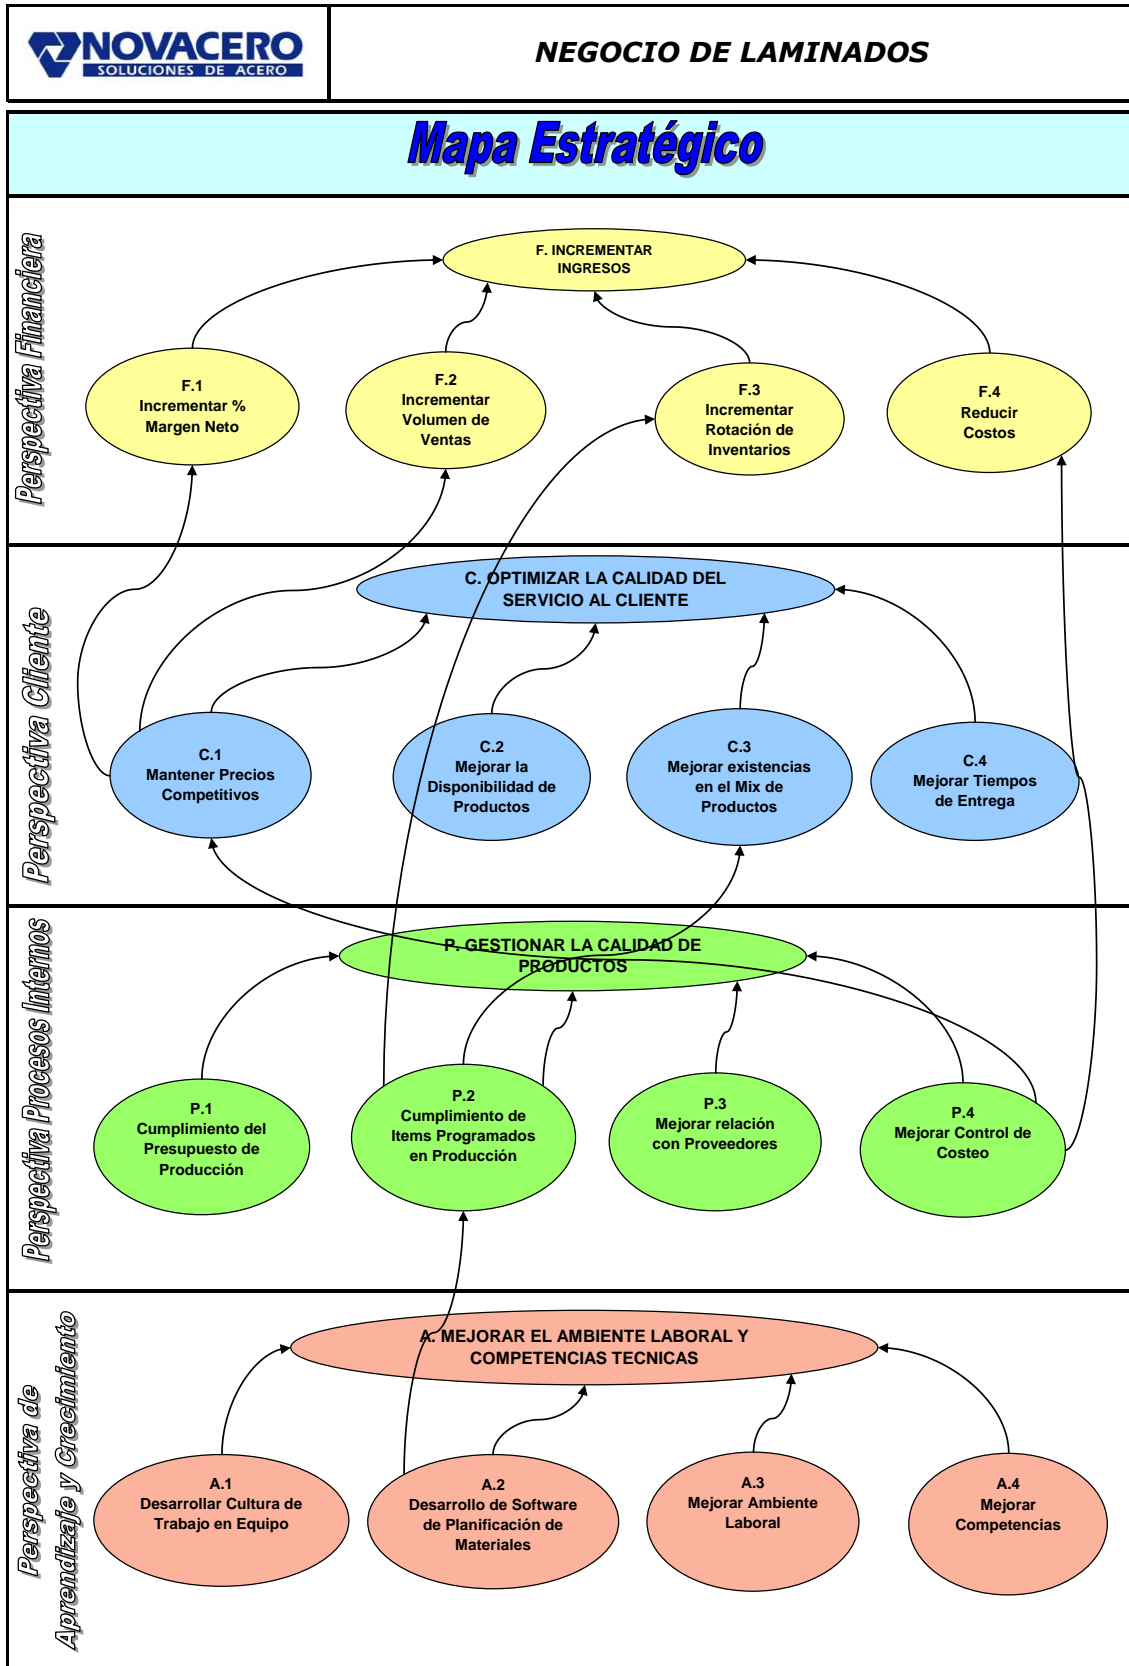 NOVACERO
SOLUCIONES DE ACERO
NEGOCIO DE LAMINADOS
Mapa Estratégico
Perspectiva Financiera
F. INCREMENTAR
INGRESOS
F.1
Incrementar %
Margen Neto
F.2
Incrementar
Volumen de
Ventas
F.3
Incrementar
Rotación de
Inventarios
F.4
Reducir
Costos
Perspectiva Cliente
C. OPTIMIZAR LA CALIDAD DEL
SERVICIO AL CLIENTE
C.1
Mantener Precios
Competitivos
C.2
Mejorar la
Disponibilidad de
Productos
C.3
Mejorar existencias
en el Mix de
Productos
C.4
Mejorar Tiempos
de Entrega
Perspectiva Procesos Internos
P. GESTIONAR LA CALIDAD DE
PRODUCTOS
P.1
Cumplimiento del
Presupuesto de
Producción
P.2
Cumplimiento de
Items Programados
en Producción
P.3
Mejorar relación
con Proveedores
P.4
Mejorar Control de
Costeo
Perspectiva de
Aprendizaje y Crecimiento
A. MEJORAR EL AMBIENTE LABORAL Y
COMPETENCIAS TECNICAS
A.1
Desarrollar Cultura de
Trabajo en Equipo
A.2
Desarrollo de Software
de Planificación de
Materiales
A.3
Mejorar Ambiente
Laboral
A.4
Mejorar
Competencias